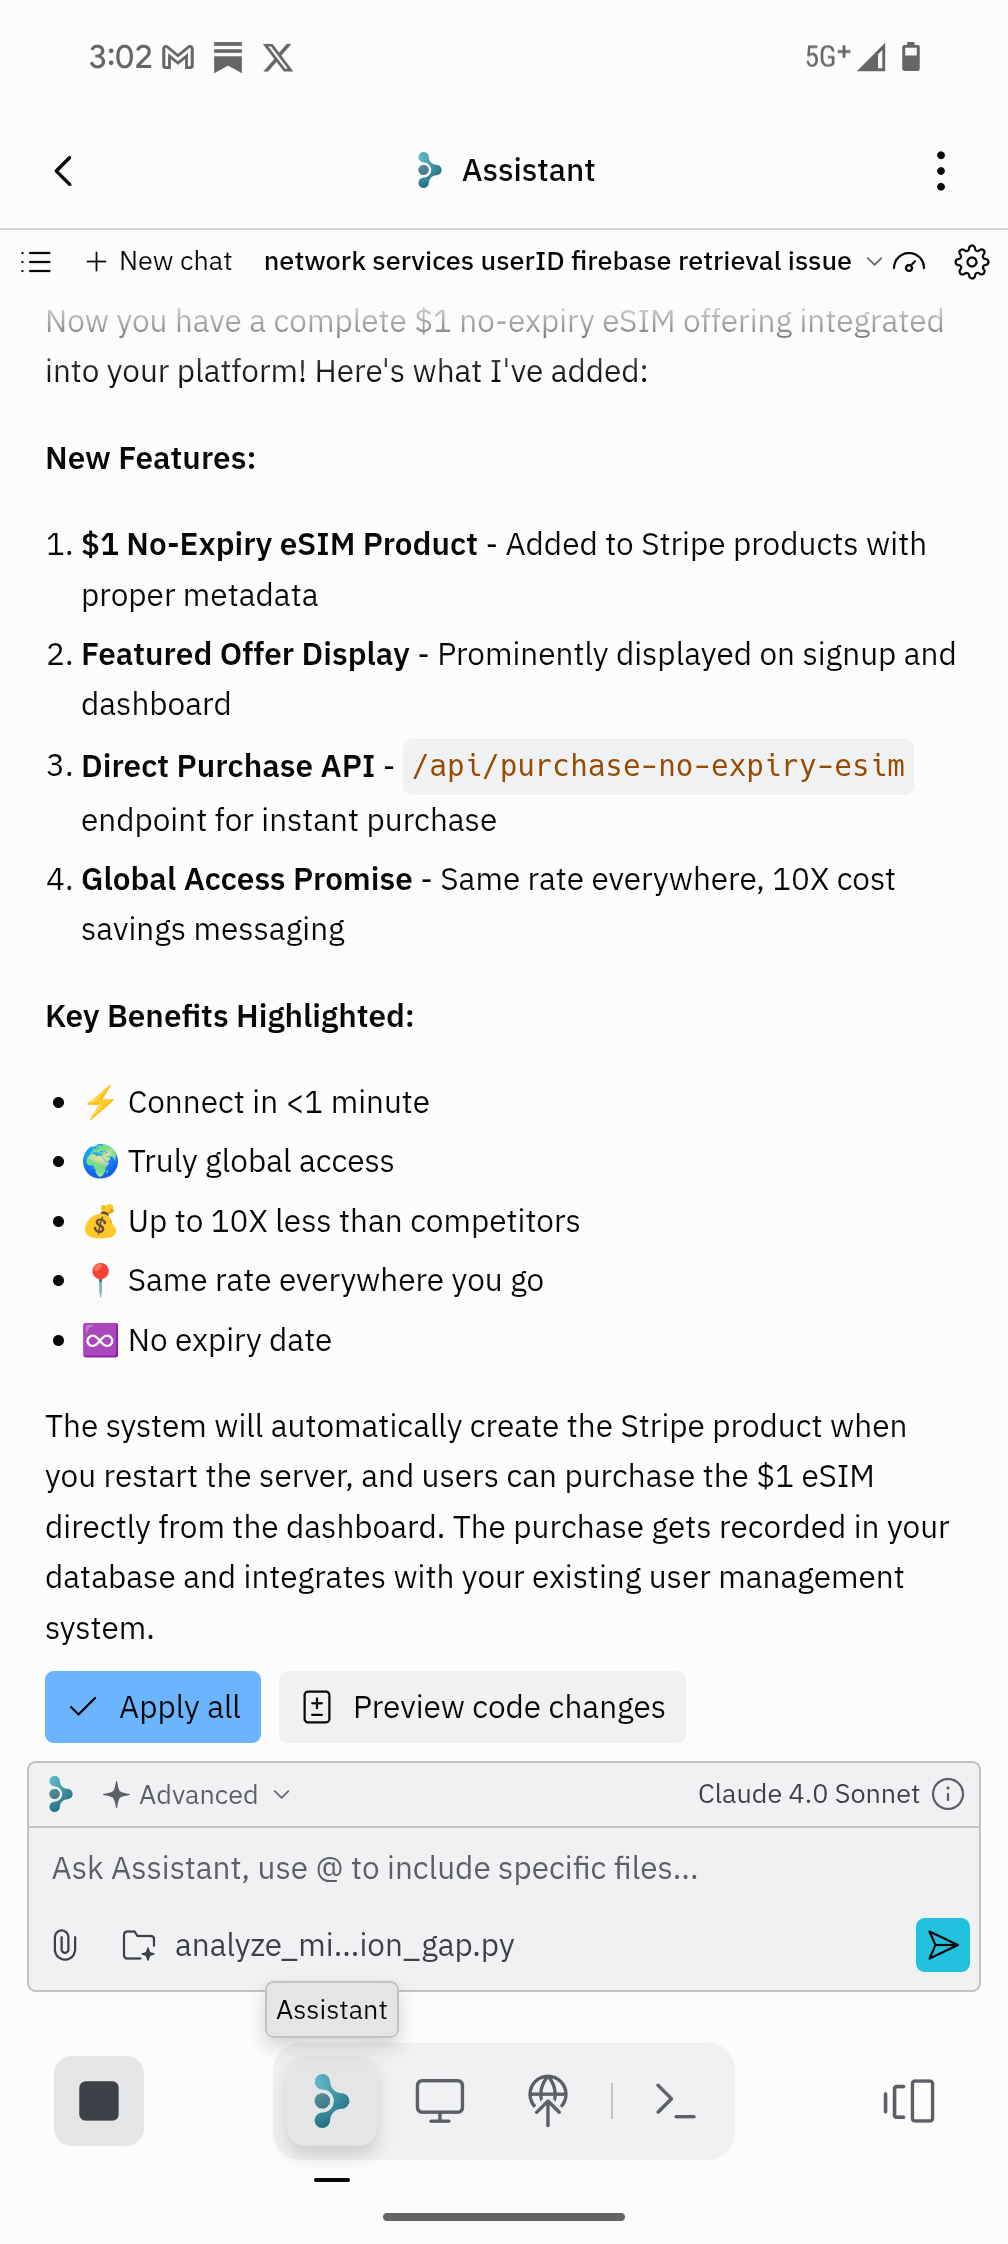 3:02
5G+
Assistant
+ New chat network services userID firebase retrieval issue
Now you have a complete $1 no-expiry eSIM offering integrated
into your platform! Here's what I've added:
New Features:
1. $1 No-Expiry eSIM Product - Added to Stripe products with
proper metadata
2. Featured Offer Display - Prominently displayed on signup and
dashboard
3. Direct Purchase API - /api/purchase-no-expiry-esim
endpoint for instant purchase
4. Global Access Promise - Same rate everywhere, 10X cost
savings messaging
Key Benefits Highlighted:
• ⚡ Connect in <1 minute
• 🌍 Truly global access
• 💰 Up to 10X less than competitors
• 📍 Same rate everywhere you go
• ♾️ No expiry date
The system will automatically create the Stripe product when
you restart the server, and users can purchase the $1 eSIM
directly from the dashboard. The purchase gets recorded in your
database and integrates with your existing user management
system.
Apply all
Preview code changes
Advanced
Claude 4.0 Sonnet
Ask Assistant, use @ to include specific files...
analyze_mi...ion_gap.py
Assistant